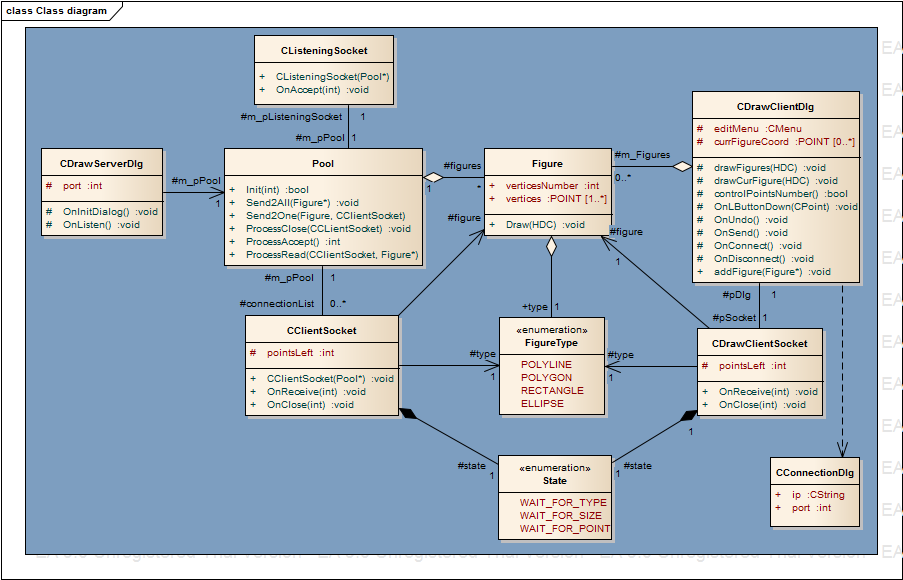 class Class diagram
CListeningSocket
+ CListeningSocket(Pool*)
+ OnAccept(int) :void
#m_pListeningSocket 1
#m_pPool 1
CDrawServerDlg
# port :int
# OnInitDialog() :void
# OnListen() :void
#m_pPool
1
Pool
+ Init(int) :bool
+ Send2All(Figure*) :void
+ Send2One(Figure, CClientSocket)
+ ProcessClose(CCLientSocket) :void
+ ProcessAccept() :int
+ ProcessRead(CClientSocket, Figure*)
#figures
1
*
Figure
+ verticesNumber :int
+ vertices :POINT [1..*]
+ Draw(HDC) :void
#m_Figures
0..*
CDrawClientDlg
# editMenu :CMenu
# currFigureCoord :POINT [0..*]
# drawFigures(HDC) :void
# drawCurFigure(HDC) :void
# controlPointsNumber() :bool
# OnLButtonDown(CPoint) :void
# OnUndo() :void
# OnSend() :void
# OnConnect() :void
# OnDisconnect() :void
+ addFigure(Figure*) :void
#figure
#figure
1
#m_pPool 1
#connectionList 0..*
#pDlg 1
#pSocket 1
+type 1
CClientSocket
# pointsLeft :int
+ CClientSocket(Pool*) :void
+ OnReceive(int) :void
+ OnClose(int) :void
#type
1
«enumeration»
FigureType
POLYLINE
POLYGON
RECTANGLE
ELLIPSE
#type
1
CDrawClientSocket
# pointsLeft :int
+ OnReceive(int) :void
+ OnClose(int) :void
1
#state
1
«enumeration»
State
WAIT_FOR_TYPE
WAIT_FOR_SIZE
WAIT_FOR_POINT
#state
1
CConnectionDlg
+ ip :CString
+ port :int